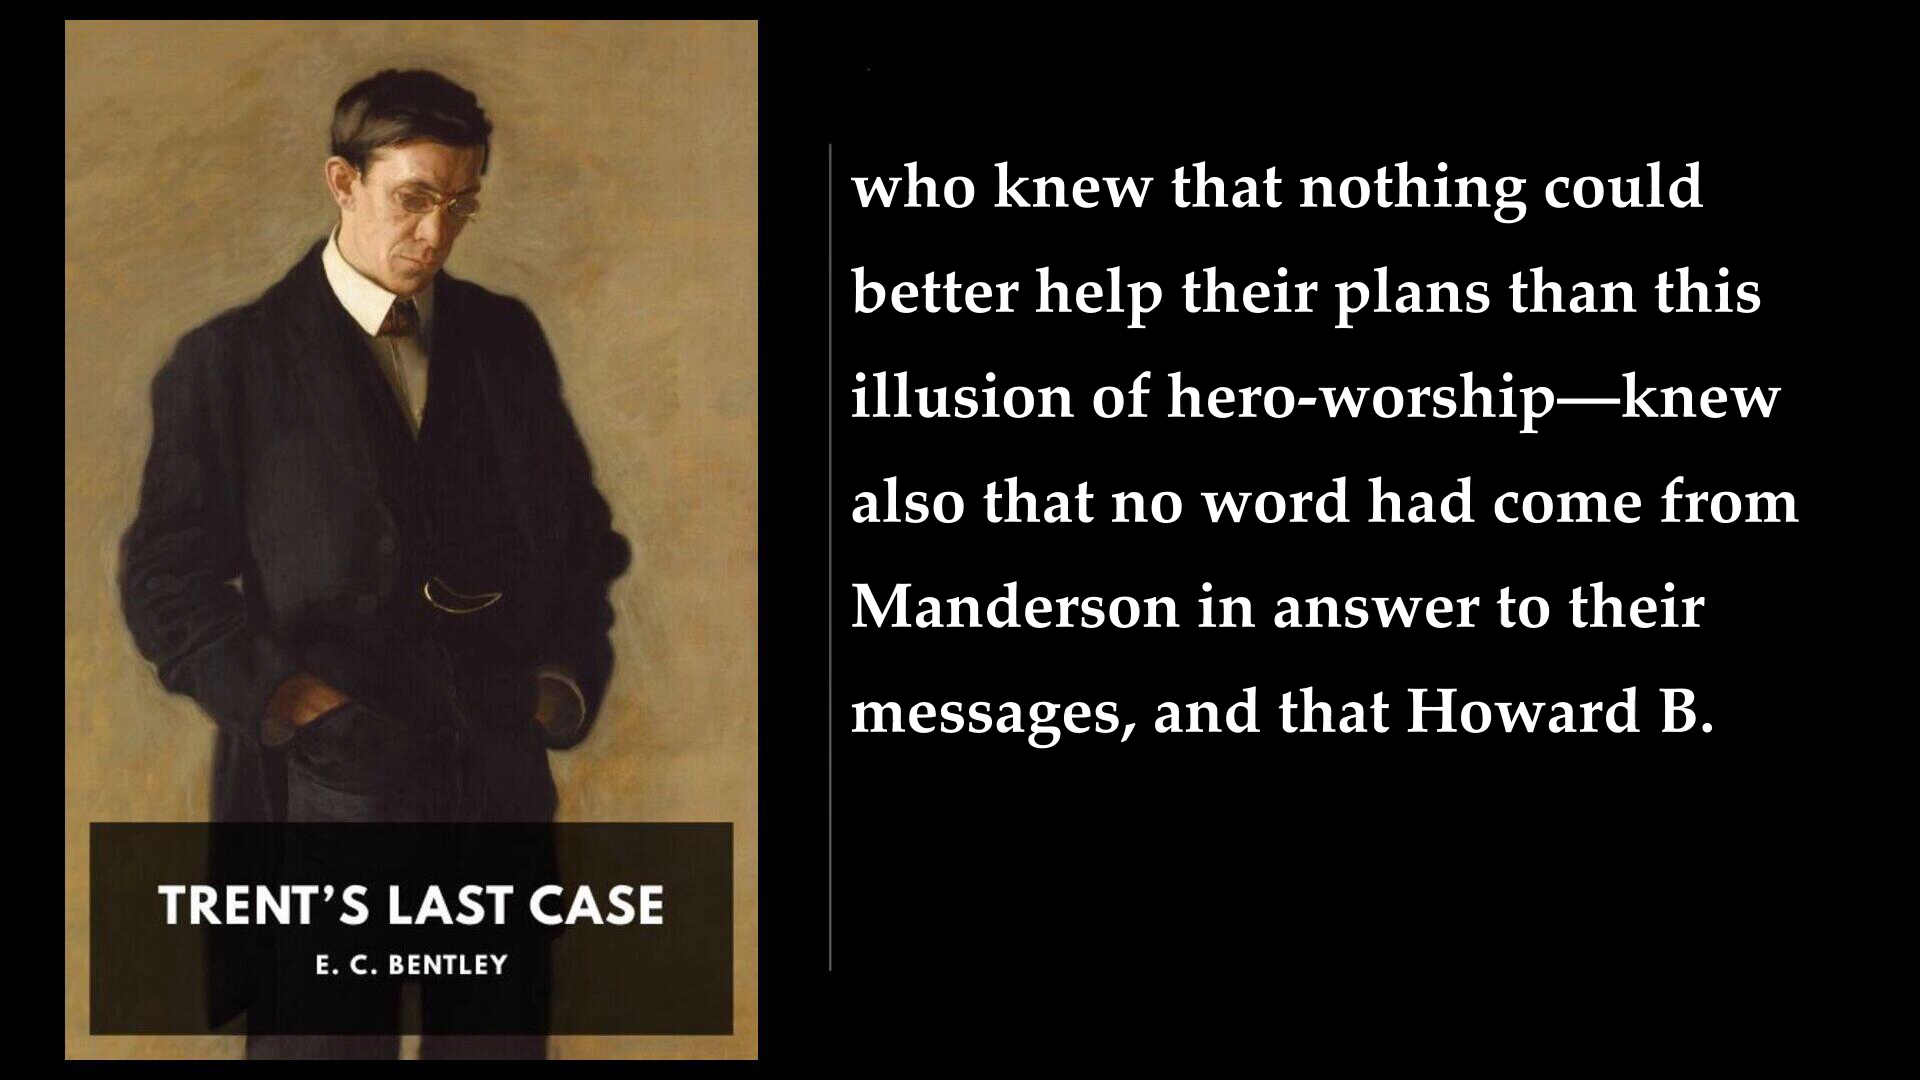 TRENT’S LAST CASE
E. C. BENTLEY
who knew that nothing could
better help their plans than this
illusion of hero-worship—knew
also that no word had come from
Manderson in answer to their
messages, and that Howard B.